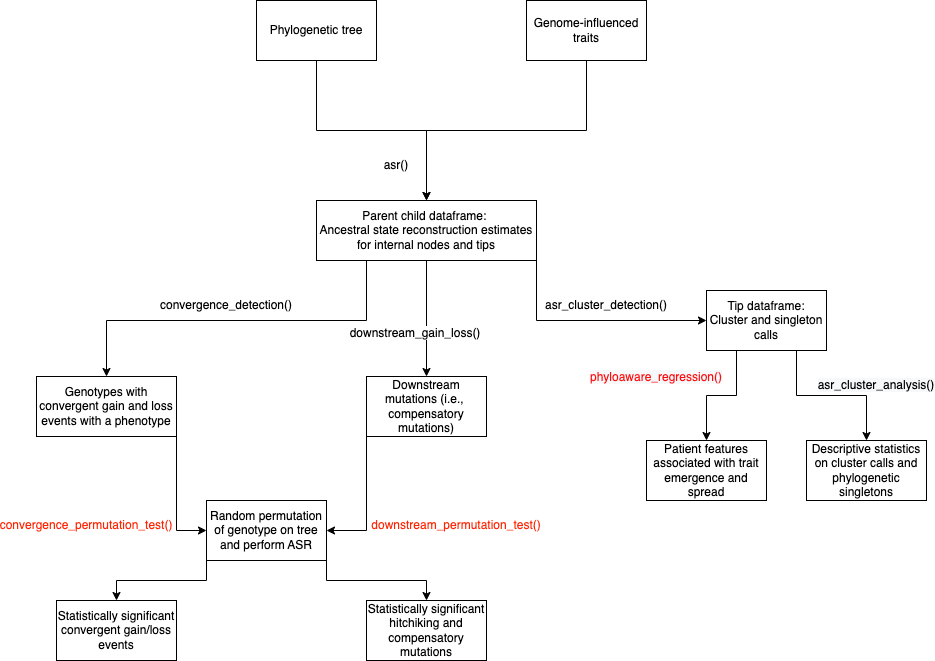 Phylogenetic tree
Genome-influenced
traits
asr()
Parent child dataframe:
Ancestral state reconstruction estimates
for internal nodes and tips
convergence_detection()
asr_cluster_detection()
Tip dataframe:
Cluster and singleton
calls
downstream_gain_loss()
phyloaware_regression()
asr_cluster_analysis()
Genotypes with
convergent gain and loss
events with a phenotype
Downstream
mutations (i.e.,
compensatory
mutations)
Patient features
associated with trait
emergence and
spread
Descriptive statistics
on cluster calls and
phylogenetic
singletons
convergence_permutation_test()
Random permutation
of genotype on tree
and perform ASR
downstream_permutation_test()
Statistically significant
convergent gain/loss
events
Statistically significant
hitchiking and
compensatory
mutations